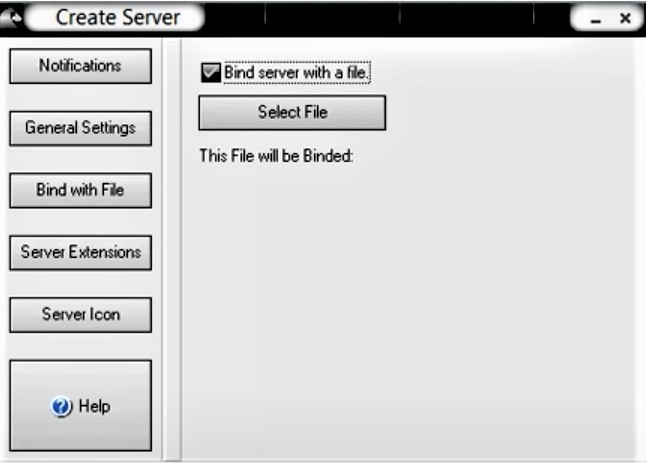 Create Server
Notifications
General Settings
Bind with File
Server Extensions
Server Icon
Help
Bind server with a file.
Select File
This File will be Binded: